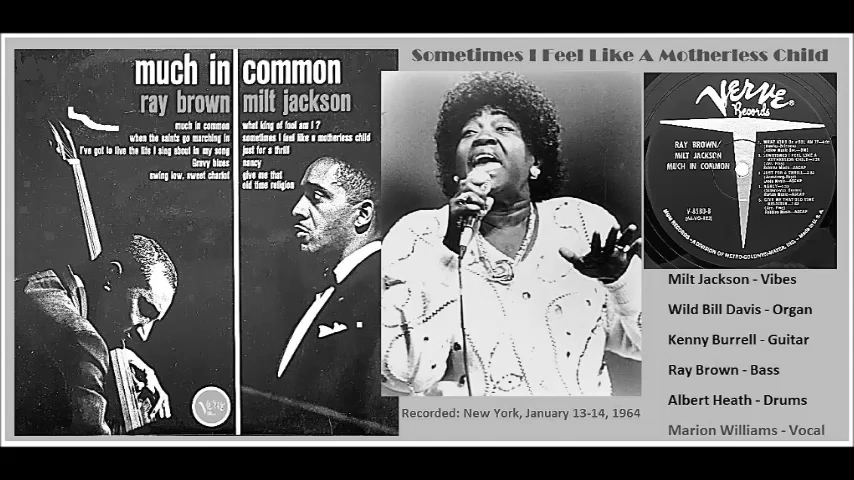 Sometimes I Feel Like A Motherless Child
much in common
ray brown milt jackson
much in common
when the saints go marching in
I've got to live the life I sing about in my song
Gravy blues
swing low, sweet chariot
what king of fool am I ?
sometimes i feel like a motherless child
just for a thrill
nancy
give me that
old time religion
Verve
Verve
Records
RAY BROWN/
MILT JACKSON
MUCH IN COMMON
V-8580-B
Milt Jackson - Vibes
Wild Bill Davis - Organ
Kenny Burrell - Guitar
Ray Brown - Bass
Albert Heath - Drums
Marion Williams - Vocal
Recorded: New York, January 13-14, 1964